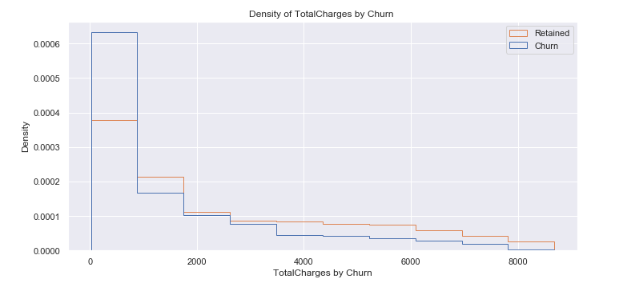 Density of TotalCharges by Churn
Retained
Churn
0.0006
0.0005
0.0004
0.0003
0.0002
0.0001
0.0000
Density
0
2000
4000
6000
8000
TotalCharges by Churn